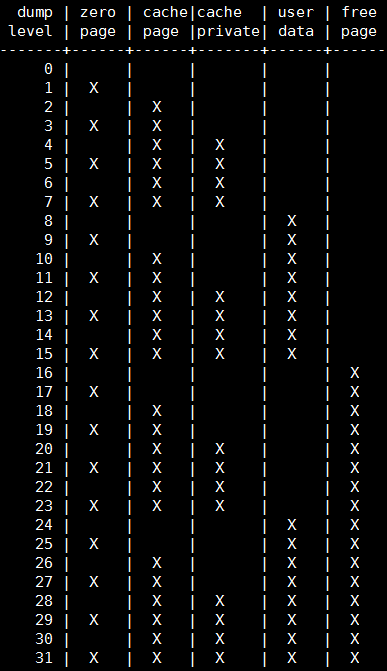 dump | zero | cache|cache | user | free
level | page | page |private| data | page
-------+------+------+-------+------+------
0 | | | | |
1 | X | | | |
2 | | X | | |
3 | X | X | | |
4 | | X | X | |
5 | X | X | X | |
6 | | X | X | |
7 | X | X | X | |
8 | | | | X |
9 | X | | | X |
10 | | X | | X |
11 | X | X | | X |
12 | | X | X | X |
13 | X | X | X | X |
14 | | X | X | X |
15 | X | X | X | X |
16 | | | | | X
17 | X | | | | X
18 | | X | | | X
19 | X | X | | | X
20 | | X | X | | X
21 | X | X | X | | X
22 | | X | X | | X
23 | X | X | X | | X
24 | | | | X | X
25 | X | | | X | X
26 | | X | | X | X
27 | X | X | | X | X
28 | | X | X | X | X
29 | X | X | X | X | X
30 | | X | X | X | X
31 | X | X | X | X | X